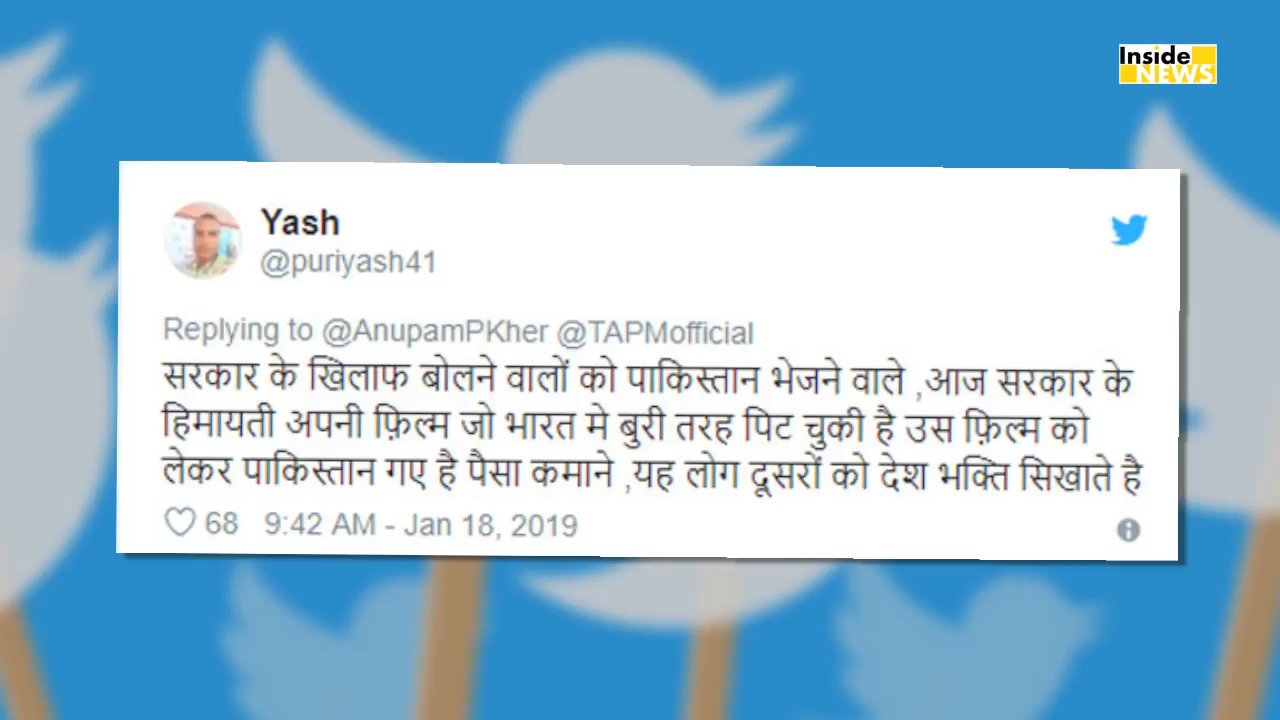 Inside
NEWS
Yash
@puriyash41
Replying to @AnupamPKher @TAPMofficial
सरकार के खिलाफ बोलने वालों को पाकिस्तान भेजने वाले ,आज सरकार के
हिमायती अपनी फ़िल्म जो भारत मे बुरी तरह पिट चुकी है उस फ़िल्म को
लेकर पाकिस्तान गए है पैसा कमाने ,यह लोग दूसरों को देश भक्ति सिखाते है
68 9:42 AM - Jan 18, 2019